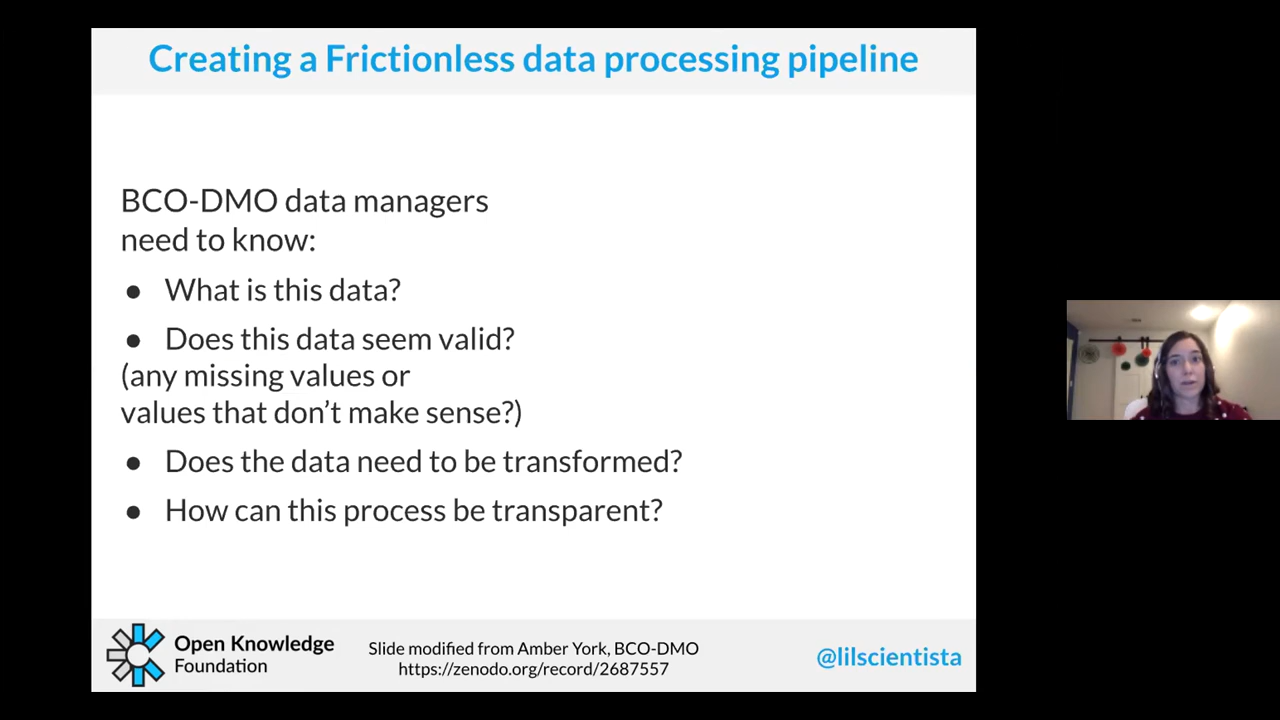 Creating a Frictionless data processing pipeline
BCO-DMO data managers
need to know:
● What is this data?
● Does this data seem valid?
(any missing values or
values that don't make sense?)
● Does the data need to be transformed?
● How can this process be transparent?
Open Knowledge
Foundation
Slide modified from Amber York, BCO-DMO
https://zenodo.org/record/2687557
@lilscientista